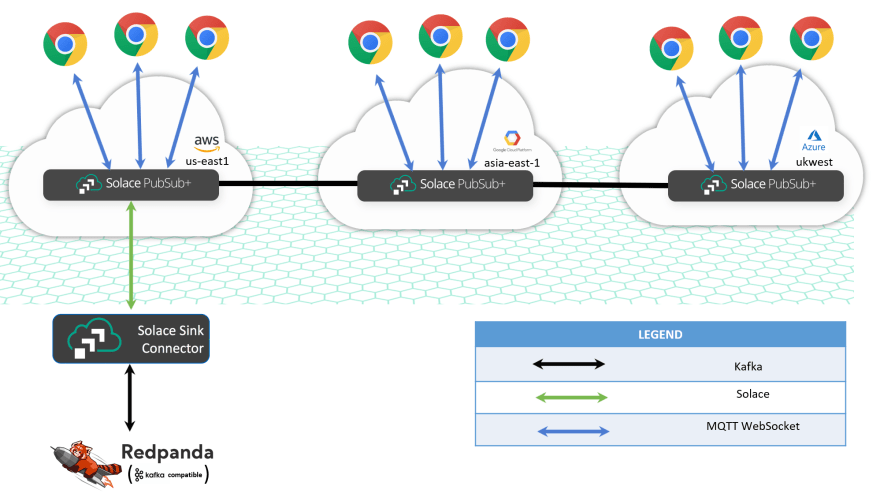 aws
us-east1
Google Cloud Platform
asia-east-1
Azure
ukwest
Solace PubSub+
Solace PubSub+
Solace PubSub+
Solace Sink
Connector
LEGEND
Kafka
Solace
MQTT WebSocket
Redpanda
( kafka compatible )